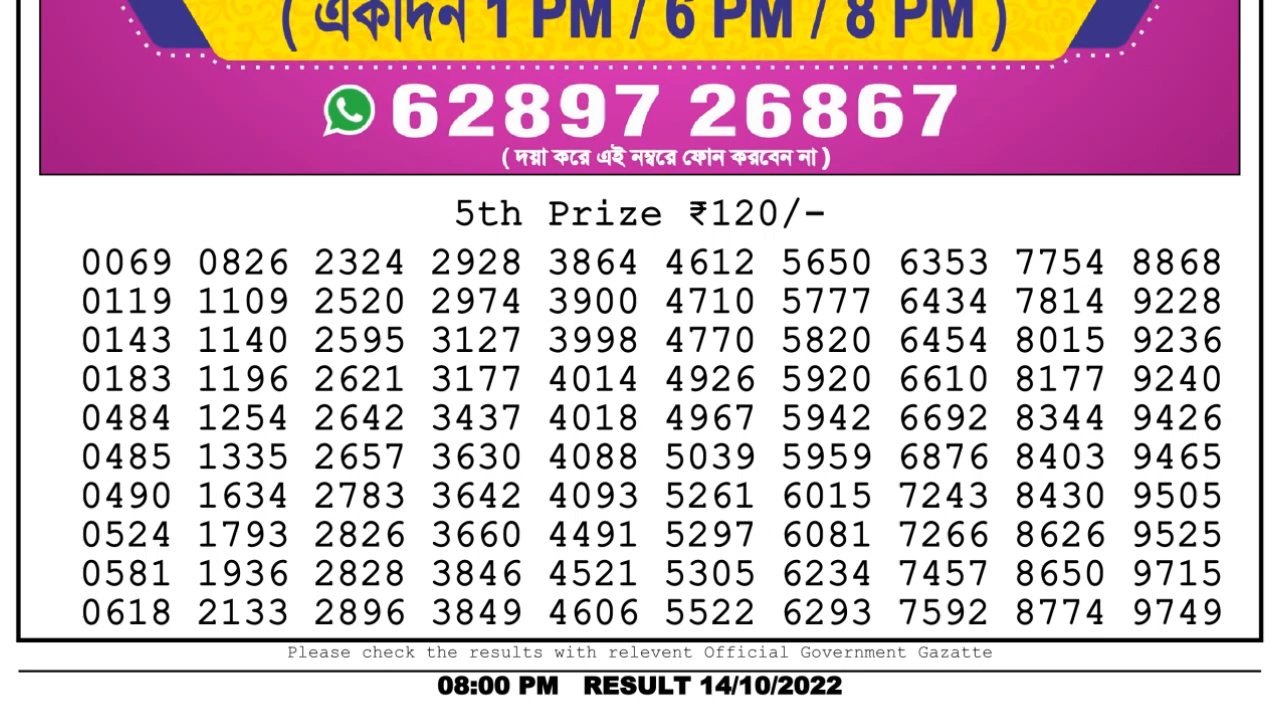 ( একদিন 1 PM / 6 PM / 8 PM )
62897 26867
( দয়া করে এই নম্বরে ফোন করবেন না )
5th Prize ₹120/-
0069 0826 2324 2928 3864 4612 5650 6353 7754 8868
0119 1109 2520 2974 3900 4710 5777 6434 7814 9228
0143 1140 2595 3127 3998 4770 5820 6454 8015 9236
0183 1196 2621 3177 4014 4926 5920 6610 8177 9240
0484 1254 2642 3437 4018 4967 5942 6692 8344 9426
0485 1335 2657 3630 4088 5039 5959 6876 8403 9465
0490 1634 2783 3642 4093 5261 6015 7243 8430 9505
0524 1793 2826 3660 4491 5297 6081 7266 8626 9525
0581 1936 2828 3846 4521 5305 6234 7457 8650 9715
0618 2133 2896 3849 4606 5522 6293 7592 8774 9749
Please check the results with relevent Official Government Gazatte
08:00 PM RESULT 14/10/2022